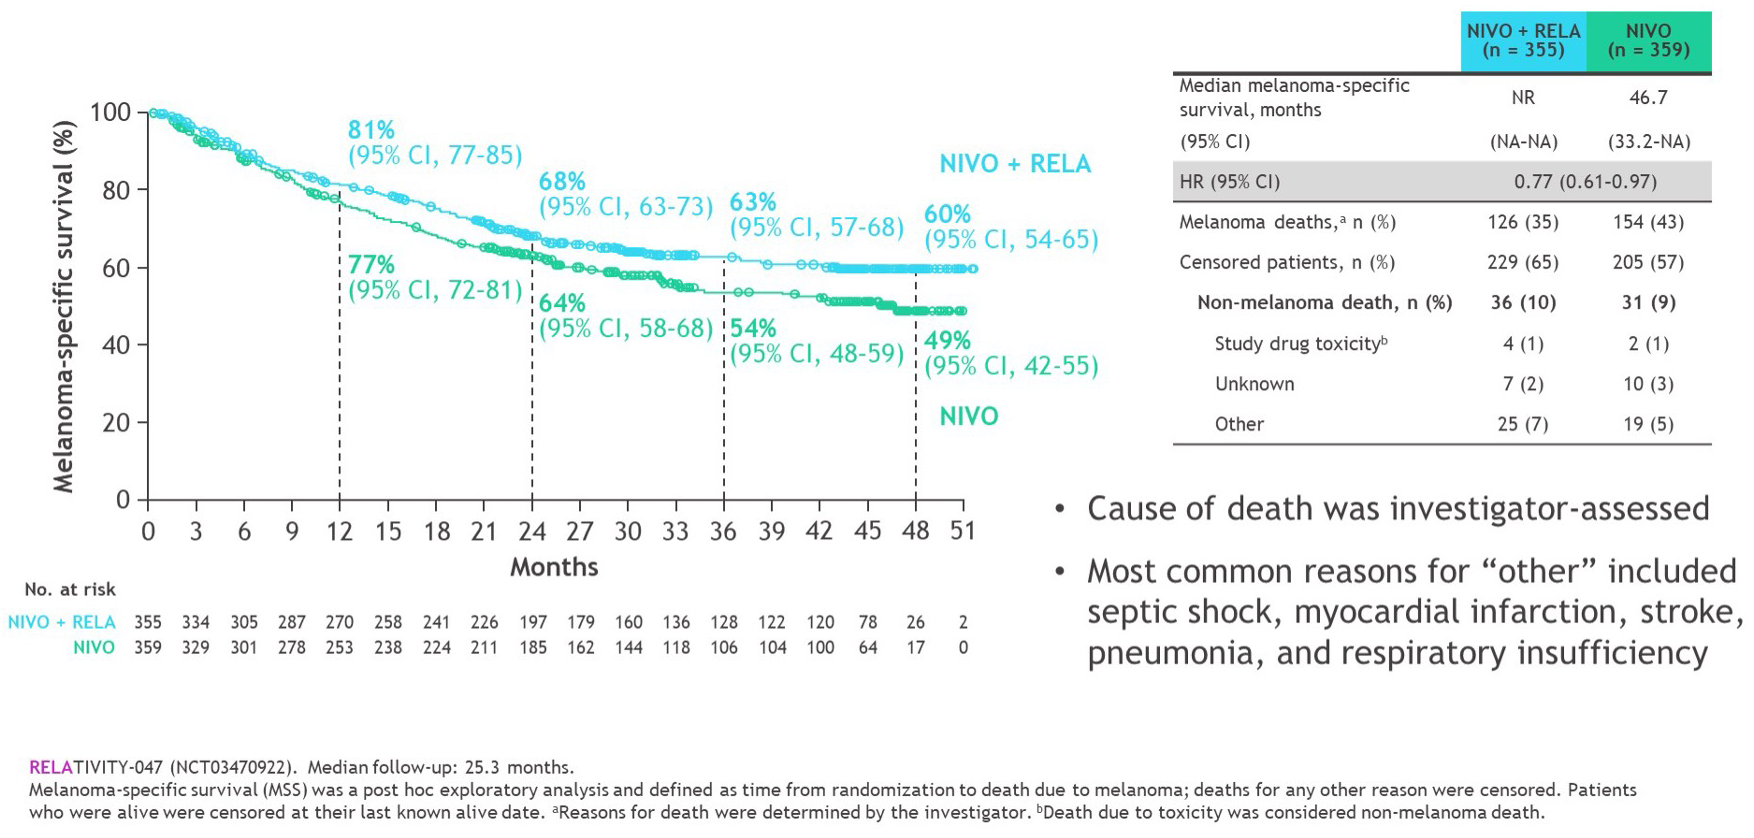 NIVO + RELA NIVO
(n = 355) (n = 359)
Median melanoma-specific
survival, months NR 46.7
(95% CI) (NA–NA) (33.2–NA)
HR (95% CI) 0.77 (0.61–0.97)
Melanoma deaths,ᵃ n (%) 126 (35) 154 (43)
Censored patients, n (%) 229 (65) 205 (57)
Non-melanoma death, n (%) 36 (10) 31 (9)
Study drug toxicityᵇ 4 (1) 2 (1)
Unknown 7 (2) 10 (3)
Other 25 (7) 19 (5)
Melanoma-specific survival (%)
100
80
60
40
20
0
81%
(95% CI, 77–85)
68%
(95% CI, 63–73)
63%
(95% CI, 57–68)
60%
(95% CI, 54–65)
NIVO + RELA
77%
(95% CI, 72–81)
64%
(95% CI, 58–68)
54%
(95% CI, 48–59)
49%
(95% CI, 42–55)
NIVO
0 3 6 9 12 15 18 21 24 27 30 33 36 39 42 45 48 51
Months
No. at risk
NIVO + RELA 355 334 305 287 270 258 241 226 197 179 160 136 128 122 120 78 26 2
NIVO 359 329 301 278 253 238 224 211 185 162 144 118 106 104 100 64 17 0
• Cause of death was investigator-assessed
• Most common reasons for “other” included
septic shock, myocardial infarction, stroke,
pneumonia, and respiratory insufficiency
RELATIVITY-047 (NCT03470922). Median follow-up: 25.3 months.
Melanoma-specific survival (MSS) was a post hoc exploratory analysis and defined as time from randomization to death due to melanoma; deaths for any other reason were censored. Patients
who were alive were censored at their last known alive date. ᵃReasons for death were determined by the investigator. ᵇDeath due to toxicity was considered non-melanoma death.